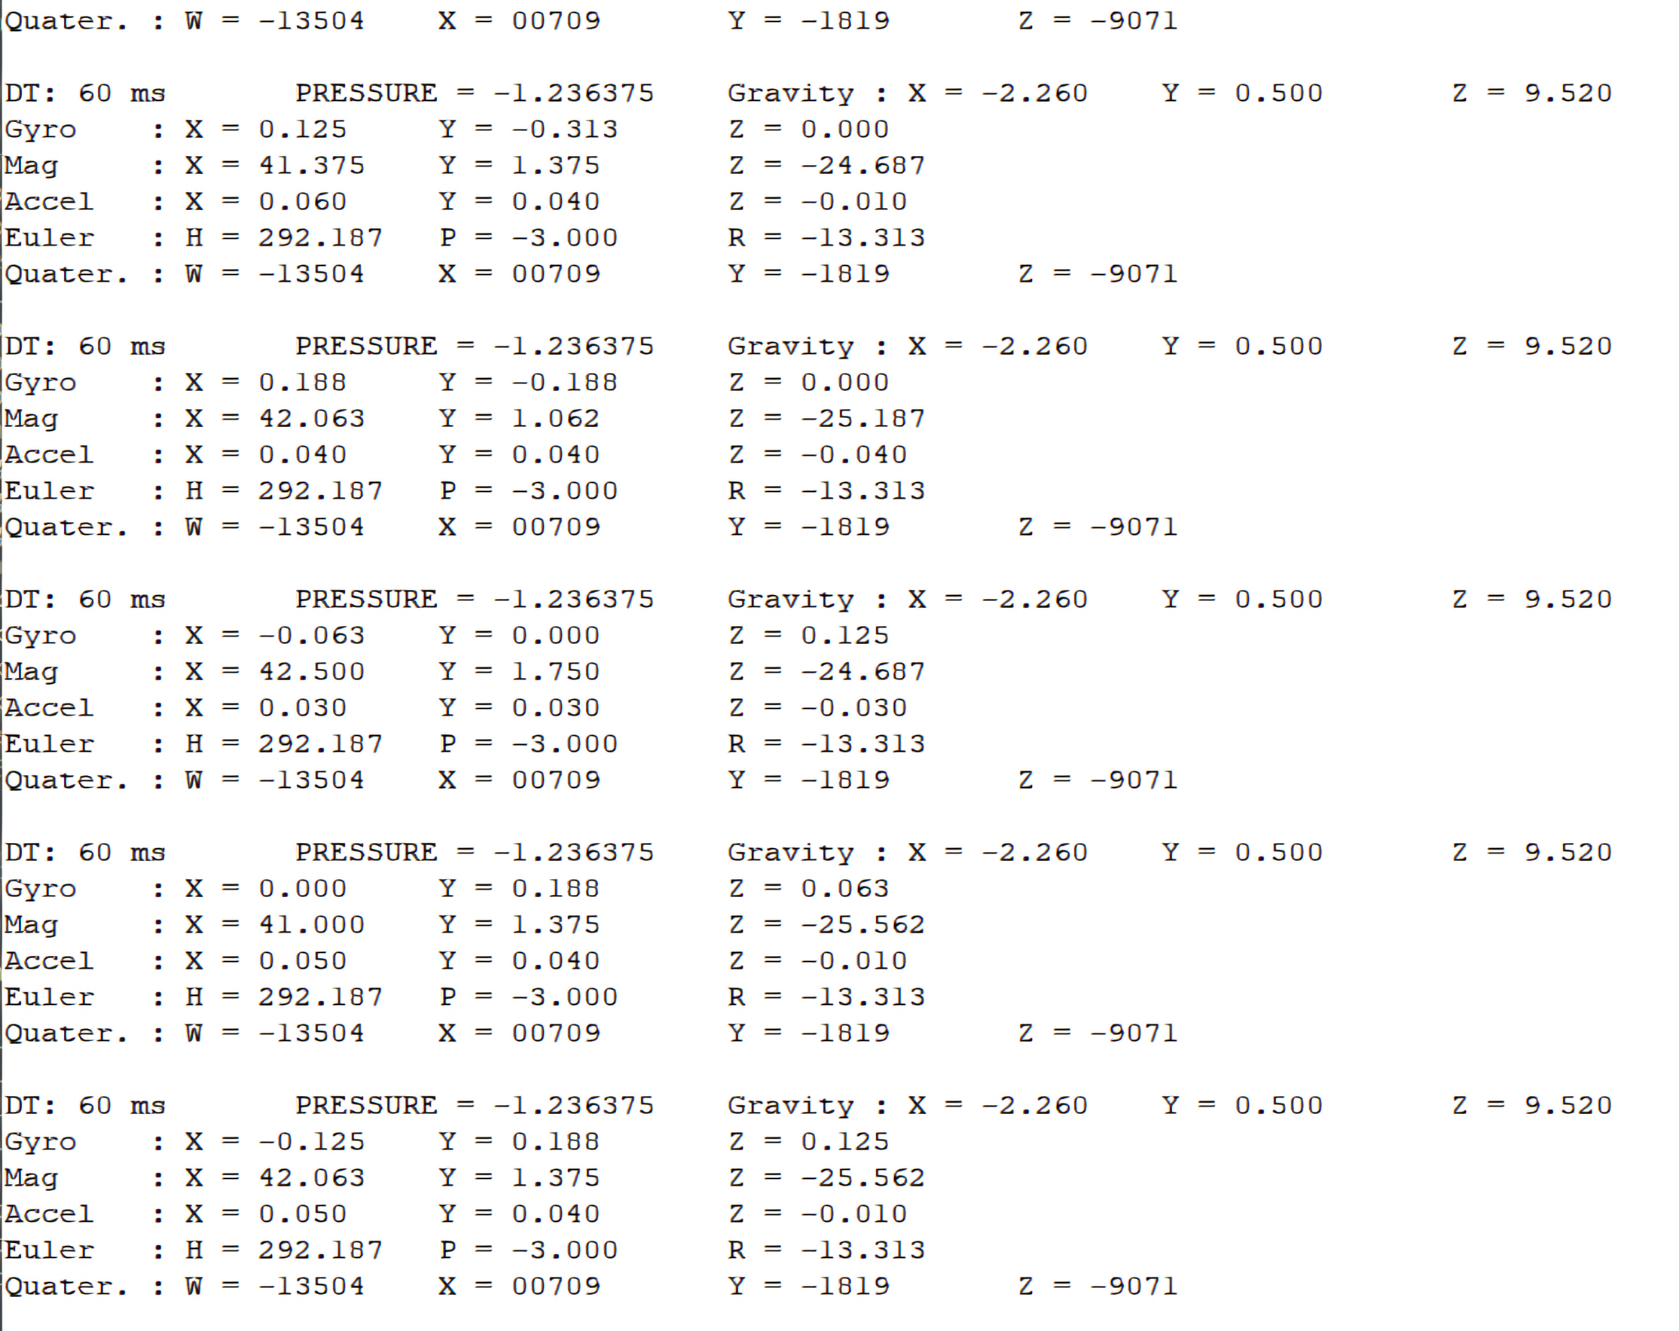 Quater. : W = -13504 X = 00709 Y = -1819 Z = -9071
DT: 60 ms PRESSURE = -1.236375 Gravity : X = -2.260 Y = 0.500 Z = 9.520
Gyro : X = 0.125 Y = -0.313 Z = 0.000
Mag : X = 41.375 Y = 1.375 Z = -24.687
Accel : X = 0.060 Y = 0.040 Z = -0.010
Euler : H = 292.187 P = -3.000 R = -13.313
Quater. : W = -13504 X = 00709 Y = -1819 Z = -9071
DT: 60 ms PRESSURE = -1.236375 Gravity : X = -2.260 Y = 0.500 Z = 9.520
Gyro : X = 0.188 Y = -0.188 Z = 0.000
Mag : X = 42.063 Y = 1.062 Z = -25.187
Accel : X = 0.040 Y = 0.040 Z = -0.040
Euler : H = 292.187 P = -3.000 R = -13.313
Quater. : W = -13504 X = 00709 Y = -1819 Z = -9071
DT: 60 ms PRESSURE = -1.236375 Gravity : X = -2.260 Y = 0.500 Z = 9.520
Gyro : X = -0.063 Y = 0.000 Z = 0.125
Mag : X = 42.500 Y = 1.750 Z = -24.687
Accel : X = 0.030 Y = 0.030 Z = -0.030
Euler : H = 292.187 P = -3.000 R = -13.313
Quater. : W = -13504 X = 00709 Y = -1819 Z = -9071
DT: 60 ms PRESSURE = -1.236375 Gravity : X = -2.260 Y = 0.500 Z = 9.520
Gyro : X = 0.000 Y = 0.188 Z = 0.063
Mag : X = 41.000 Y = 1.375 Z = -25.562
Accel : X = 0.050 Y = 0.040 Z = -0.010
Euler : H = 292.187 P = -3.000 R = -13.313
Quater. : W = -13504 X = 00709 Y = -1819 Z = -9071
DT: 60 ms PRESSURE = -1.236375 Gravity : X = -2.260 Y = 0.500 Z = 9.520
Gyro : X = -0.125 Y = 0.188 Z = 0.125
Mag : X = 42.063 Y = 1.375 Z = -25.562
Accel : X = 0.050 Y = 0.040 Z = -0.010
Euler : H = 292.187 P = -3.000 R = -13.313
Quater. : W = -13504 X = 00709 Y = -1819 Z = -9071